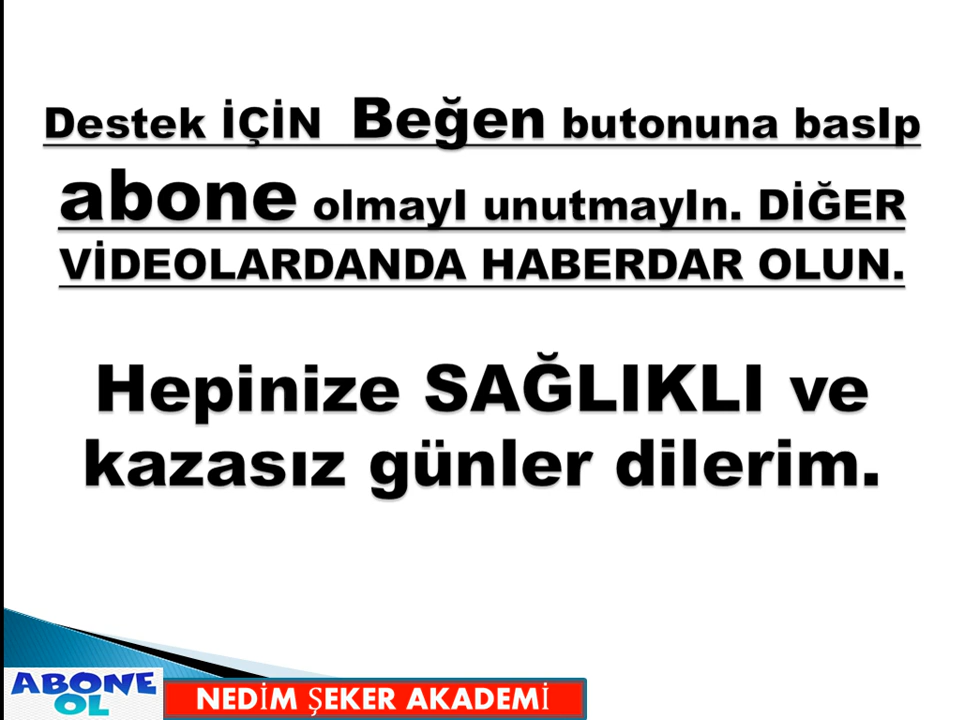 Destek İÇİN Beğen butonuna basIp
abone olmayI unutmayIn. DİĞER
VİDEOLARDANDA HABERDAR OLUN.
Hepinize SAĞLIKLI ve
kazasız günler dilerim.
ABONE
OL
NEDİM ŞEKER AKADEMİ